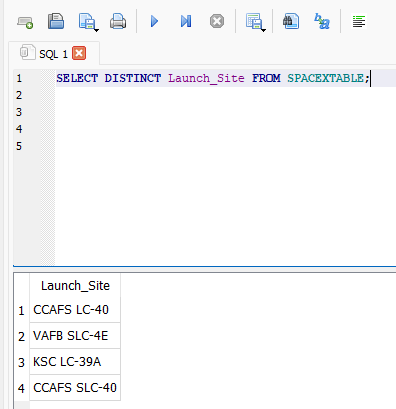 SQL 1
1 SELECT DISTINCT Launch_Site FROM SPACEXTABLE;
2
3
4
5
Launch_Site
1 CCAFS LC-40
2 VAFB SLC-4E
3 KSC LC-39A
4 CCAFS SLC-40